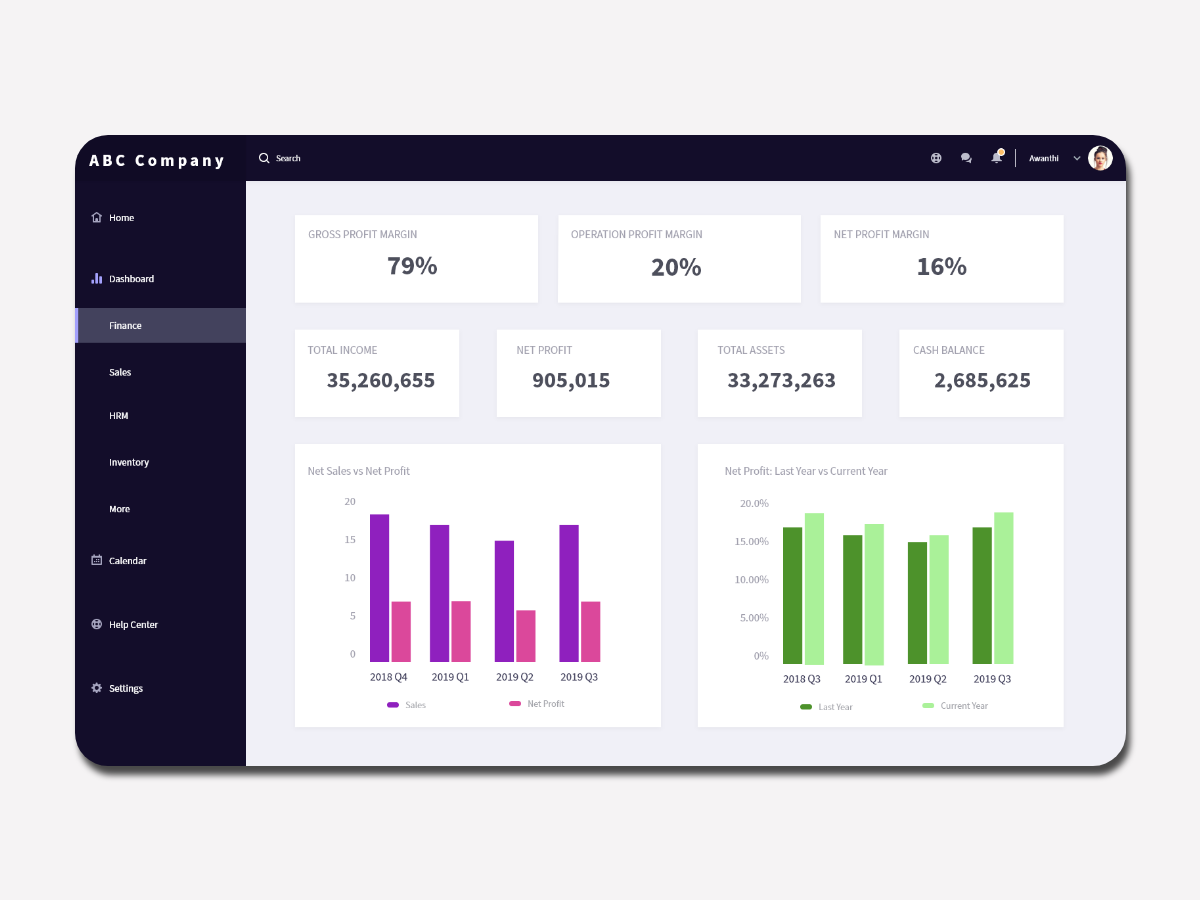 ABC Company
Search
Awanthi
Home
Dashboard
Finance
Sales
HRM
Inventory
More
Calendar
Help Center
Settings
GROSS PROFIT MARGIN
79%
OPERATION PROFIT MARGIN
20%
NET PROFIT MARGIN
16%
TOTAL INCOME
35,260,655
NET PROFIT
905,015
TOTAL ASSETS
33,273,263
CASH BALANCE
2,685,625
Net Sales vs Net Profit
20
15
10
5
0
2018 Q4 2019 Q1 2019 Q2 2019 Q3
Sales Net Profit
Net Profit: Last Year vs Current Year
20.0%
15.00%
10.00%
5.00%
0%
2018 Q3 2019 Q1 2019 Q2 2019 Q3
Last Year Current Year